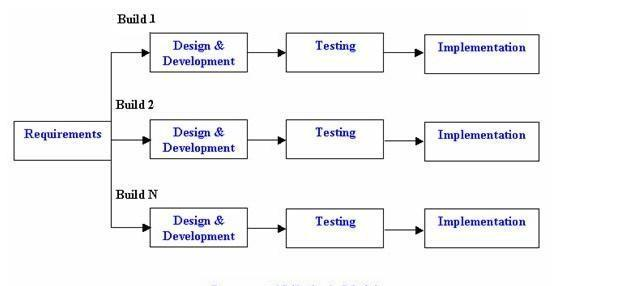 Build 1
Design &
Development
Testing
Implementation
Build 2
Requirements
Design &
Development
Testing
Implementation
Build N
Design &
Development
Testing
Implementation